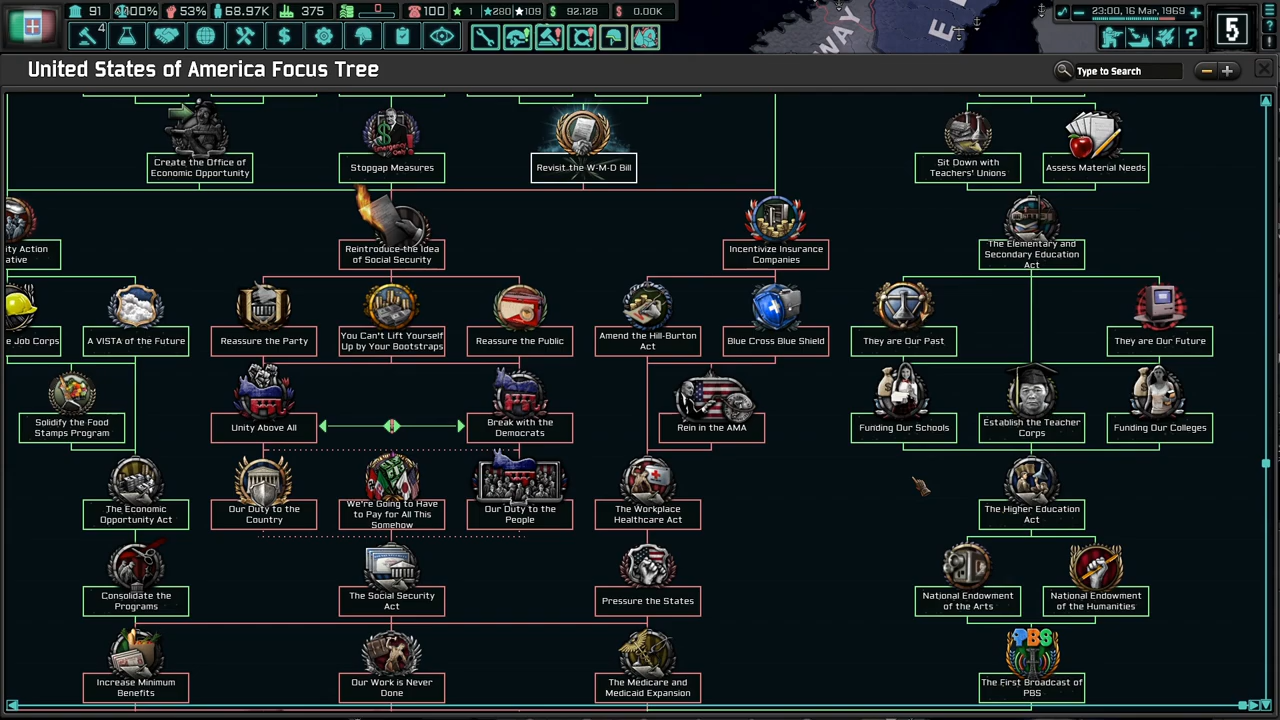 91
100%
53%
68.97K
375
100
1
280
109
92.12B
0.00K
23:00, 16 Mar, 1969
4
5
United States of America Focus Tree
Type to Search
WAY
E
Create the Office of
Economic Opportunity
Stopgap Measures
Revisit the W-M-D Bill
Sit Down with
Teachers' Unions
Assess Material Needs
ity Action
ative
Reintroduce the Idea
of Social Security
Incentivize Insurance
Companies
The Elementary and
Secondary Education
Act
e Job Corps
A VISTA of the Future
Reassure the Party
You Can't Lift Yourself
Up by Your Bootstraps
Reassure the Public
Amend the Hill-Burton
Act
Blue Cross Blue Shield
They are Our Past
They are Our Future
Solidify the Food
Stamps Program
Unity Above All
Break with the
Democrats
Rein in the AMA
Funding Our Schools
Establish the Teacher
Corps
Funding Our Colleges
The Economic
Opportunity Act
Our Duty to the
Country
We're Going to Have
to Pay for All This
Somehow
Our Duty to the
People
The Workplace
Healthcare Act
The Higher Education
Act
Consolidate the
Programs
The Social Security
Act
Pressure the States
National Endowment
of the Arts
National Endowment
of the Humanities
PBS
Increase Minimum
Benefits
Our Work is Never
Done
The Medicare and
Medicaid Expansion
The First Broadcast of
PBS